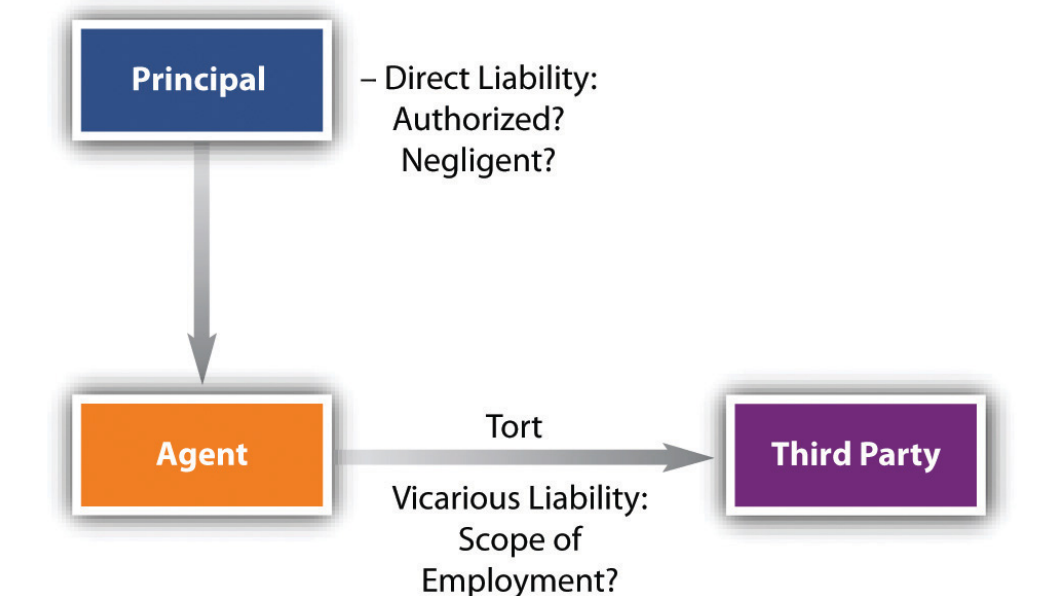 Principal
– Direct Liability:
Authorized?
Negligent?
Agent
Tort
Third Party
Vicarious Liability:
Scope of
Employment?